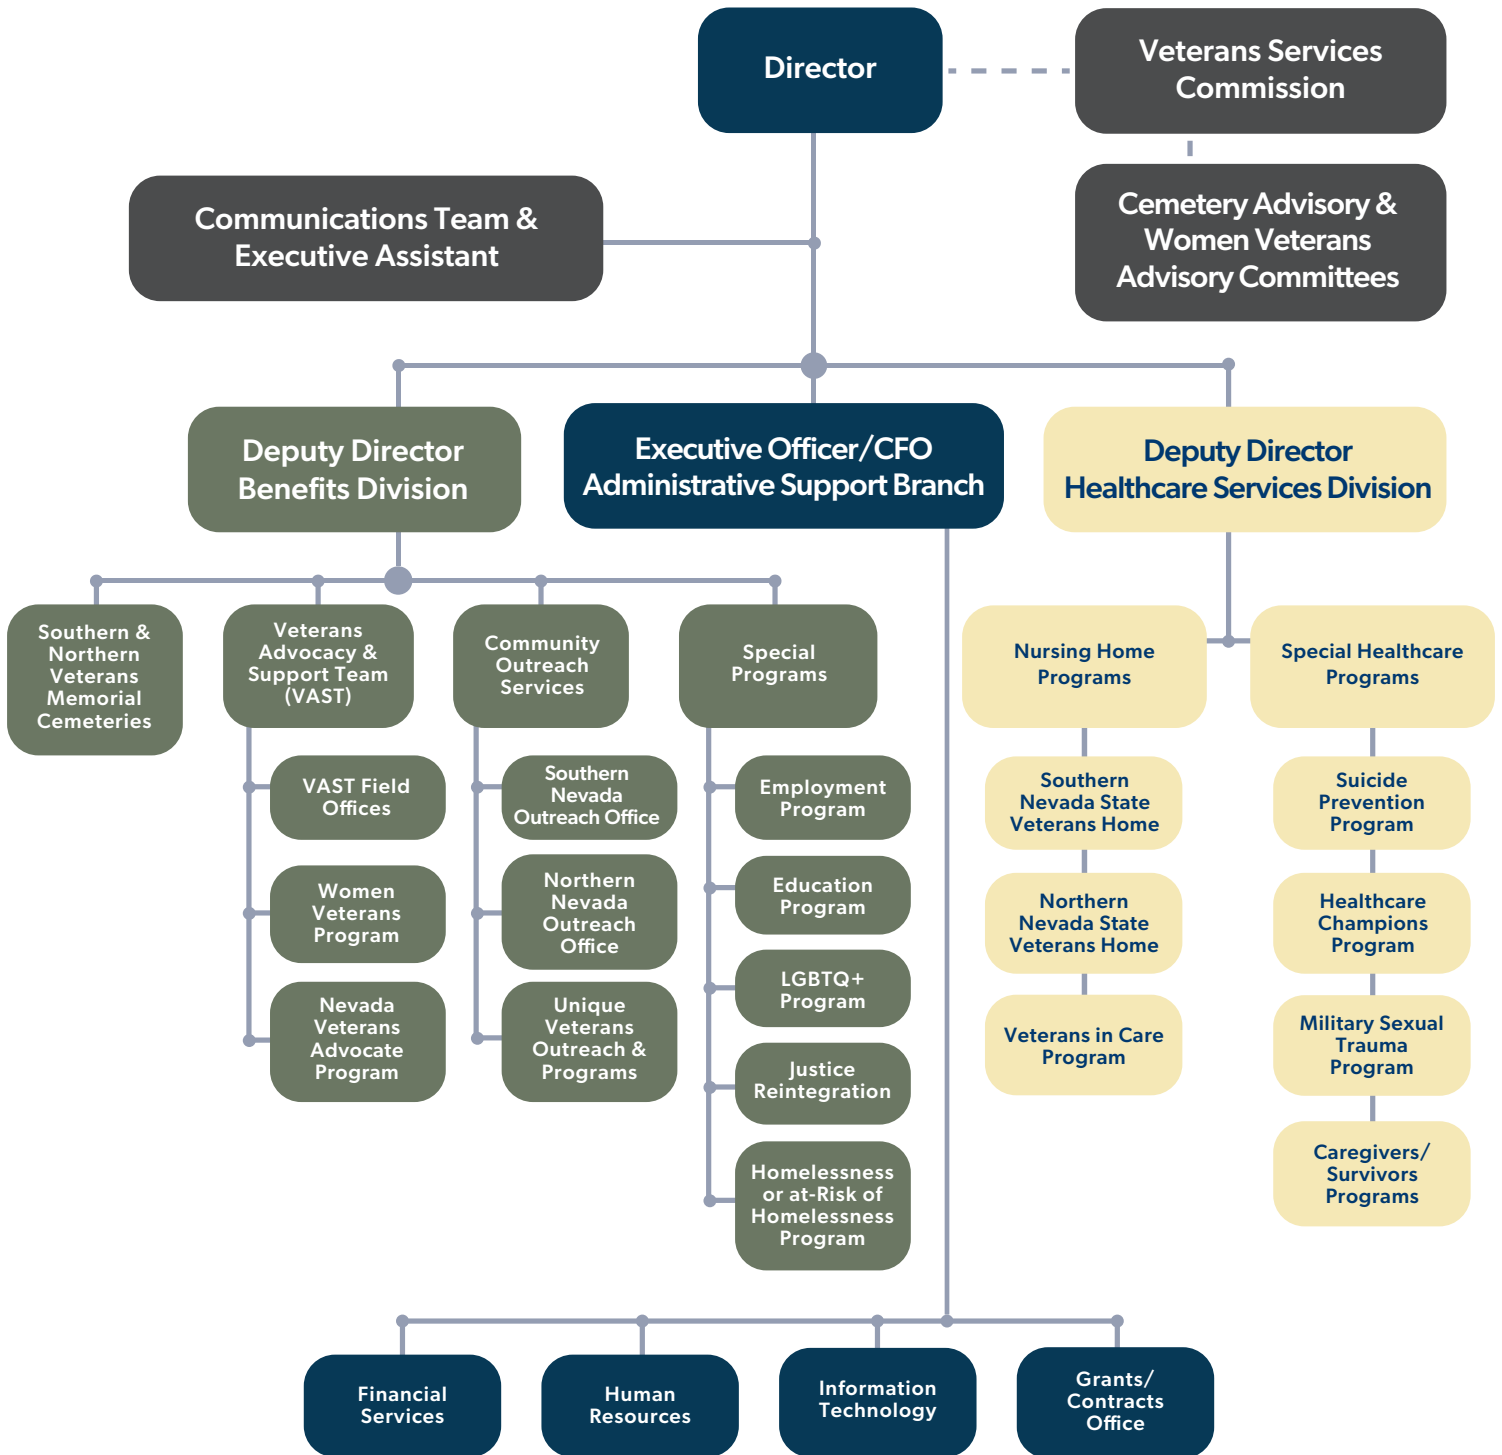 Director
Veterans Services
Commission
Communications Team &
Executive Assistant
Cemetery Advisory &
Women Veterans
Advisory Committees
Deputy Director
Benefits Division
Executive Officer/CFO
Administrative Support Branch
Deputy Director
Healthcare Services Division
Southern &
Northern
Veterans
Memorial
Cemeteries
Veterans
Advocacy &
Support Team
(VAST)
Community
Outreach
Services
Special
Programs
Nursing Home
Programs
Special Healthcare
Programs
VAST Field
Offices
Women
Veterans
Program
Nevada
Veterans
Advocate
Program
Southern
Nevada
Outreach Office
Northern
Nevada
Outreach
Office
Unique
Veterans
Outreach &
Programs
Employment
Program
Education
Program
LGBTQ+
Program
Justice
Reintegration
Homelessness
or at-Risk of
Homelessness
Program
Southern
Nevada State
Veterans Home
Northern
Nevada State
Veterans Home
Veterans in Care
Program
Suicide
Prevention
Program
Healthcare
Champions
Program
Military Sexual
Trauma
Program
Caregivers/
Survivors
Programs
Financial
Services
Human
Resources
Information
Technology
Grants/
Contracts
Office